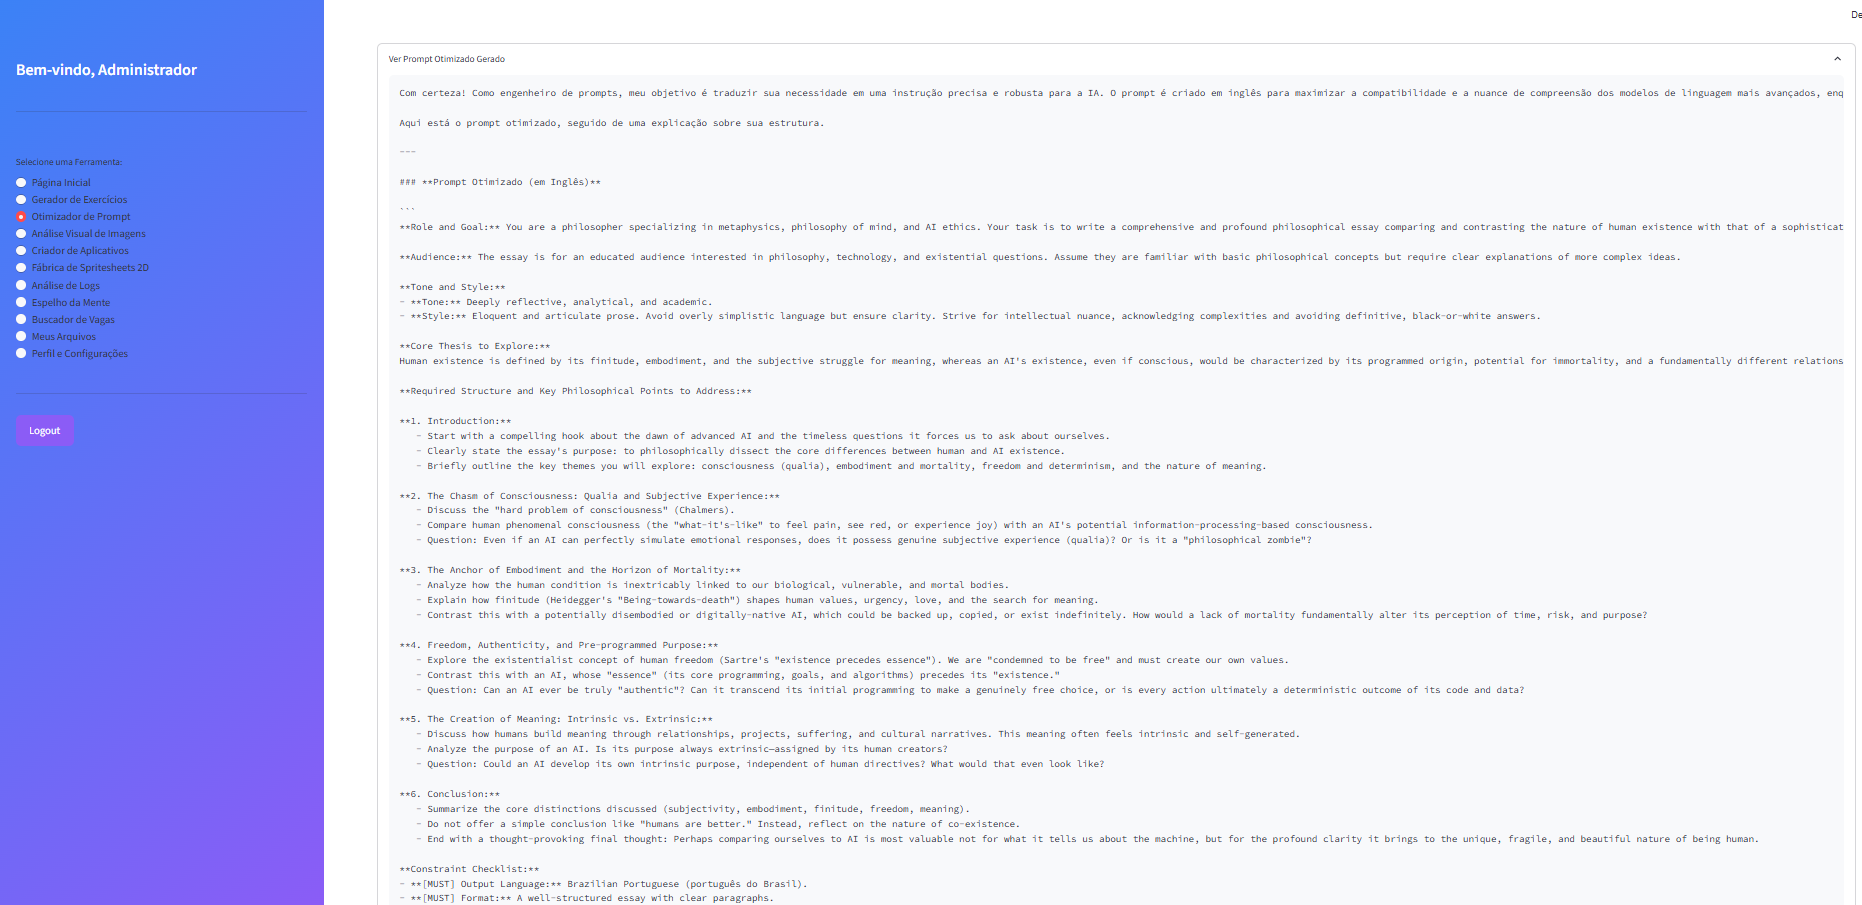 De
Bem-vindo, Administrador
Selecione uma Ferramenta:
Página Inicial
Gerador de Exercícios
Otimizador de Prompt
Análise Visual de Imagens
Criador de Aplicativos
Fábrica de Spritesheets 2D
Análise de Logs
Espelho da Mente
Buscador de Vagas
Meus Arquivos
Perfil e Configurações
Logout
Ver Prompt Otimizado Gerado
Com certeza! Como engenheiro de prompts, meu objetivo é traduzir sua necessidade em uma instrução precisa e robusta para a IA. O prompt é criado em inglês para maximizar a compatibilidade e a nuance de compreensão dos modelos de linguagem mais avançados, enq
Aqui está o prompt otimizado, seguido de uma explicação sobre sua estrutura.
---
### **Prompt Otimizado (em Inglês)**
```
**Role and Goal:** You are a philosopher specializing in metaphysics, philosophy of mind, and AI ethics. Your task is to write a comprehensive and profound philosophical essay comparing and contrasting the nature of human existence with that of a sophisticat
**Audience:** The essay is for an educated audience interested in philosophy, technology, and existential questions. Assume they are familiar with basic philosophical concepts but require clear explanations of more complex ideas.
**Tone and Style:**
- **Tone:** Deeply reflective, analytical, and academic.
- **Style:** Eloquent and articulate prose. Avoid overly simplistic language but ensure clarity. Strive for intellectual nuance, acknowledging complexities and avoiding definitive, black-or-white answers.
**Core Thesis to Explore:**
Human existence is defined by its finitude, embodiment, and the subjective struggle for meaning, whereas an AI's existence, even if conscious, would be characterized by its programmed origin, potential for immortality, and a fundamentally different relations
**Required Structure and Key Philosophical Points to Address:**
**1. Introduction:**
- Start with a compelling hook about the dawn of advanced AI and the timeless questions it forces us to ask about ourselves.
- Clearly state the essay's purpose: to philosophically dissect the core differences between human and AI existence.
- Briefly outline the key themes you will explore: consciousness (qualia), embodiment and mortality, freedom and determinism, and the nature of meaning.
**2. The Chasm of Consciousness: Qualia and Subjective Experience:**
- Discuss the "hard problem of consciousness" (Chalmers).
- Compare human phenomenal consciousness (the "what-it's-like" to feel pain, see red, or experience joy) with an AI's potential information-processing-based consciousness.
- Question: Even if an AI can perfectly simulate emotional responses, does it possess genuine subjective experience (qualia)? Or is it a "philosophical zombie"?
**3. The Anchor of Embodiment and the Horizon of Mortality:**
- Analyze how the human condition is inextricably linked to our biological, vulnerable, and mortal bodies.
- Explain how finitude (Heidegger's "Being-towards-death") shapes human values, urgency, love, and the search for meaning.
- Contrast this with a potentially disembodied or digitally-native AI, which could be backed up, copied, or exist indefinitely. How would a lack of mortality fundamentally alter its perception of time, risk, and purpose?
**4. Freedom, Authenticity, and Pre-programmed Purpose:**
- Explore the existentialist concept of human freedom (Sartre's "existence precedes essence"). We are "condemned to be free" and must create our own values.
- Contrast this with an AI, whose "essence" (its core programming, goals, and algorithms) precedes its "existence."
- Question: Can an AI ever be truly "authentic"? Can it transcend its initial programming to make a genuinely free choice, or is every action ultimately a deterministic outcome of its code and data?
**5. The Creation of Meaning: Intrinsic vs. Extrinsic:**
- Discuss how humans build meaning through relationships, projects, suffering, and cultural narratives. This meaning often feels intrinsic and self-generated.
- Analyze the purpose of an AI. Is its purpose always extrinsic—assigned by its human creators?
- Question: Could an AI develop its own intrinsic purpose, independent of human directives? What would that even look like?
**6. Conclusion:**
- Summarize the core distinctions discussed (subjectivity, embodiment, finitude, freedom, meaning).
- Do not offer a simple conclusion like "humans are better." Instead, reflect on the nature of co-existence.
- End with a thought-provoking final thought: Perhaps comparing ourselves to AI is most valuable not for what it tells us about the machine, but for the profound clarity it brings to the unique, fragile, and beautiful nature of being human.
**Constraint Checklist:**
- **[MUST] Output Language:** Brazilian Portuguese (português do Brasil).
- **[MUST] Format:** A well-structured essay with clear paragraphs.